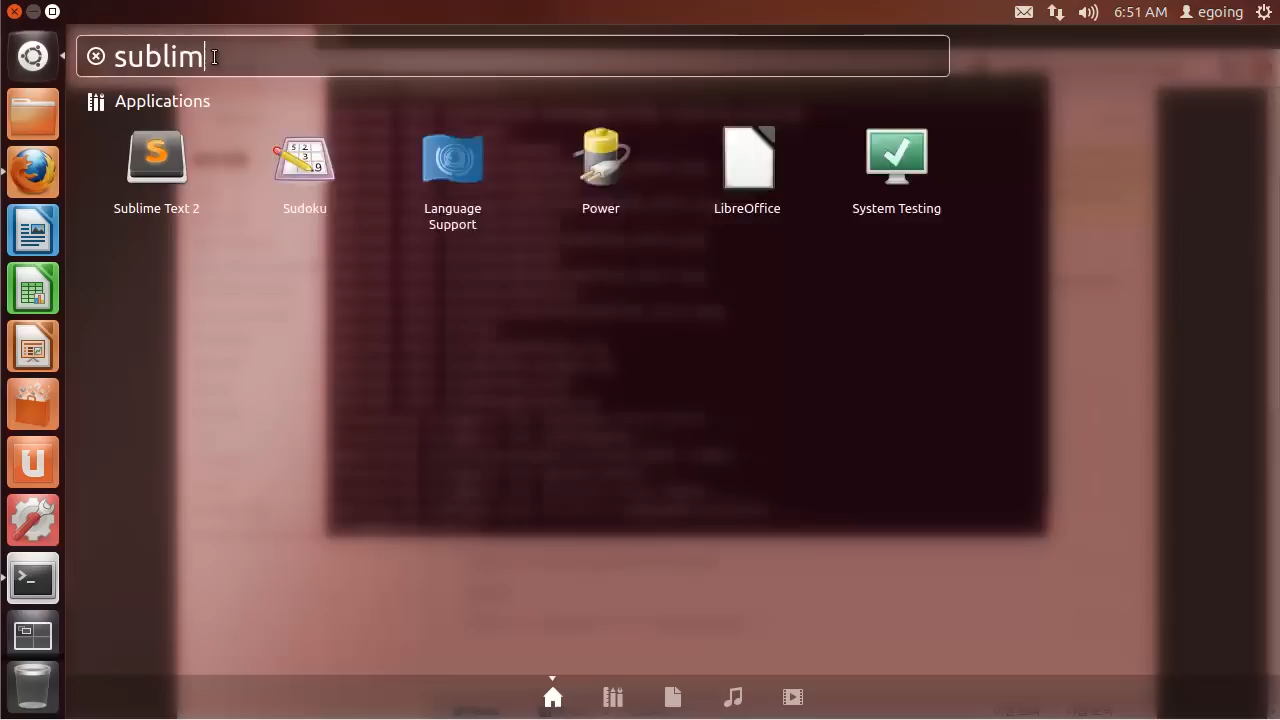 6:51 AM egoing
sublim
Applications
Sublime Text 2
Sudoku
Language
Support
Power
LibreOffice
System Testing